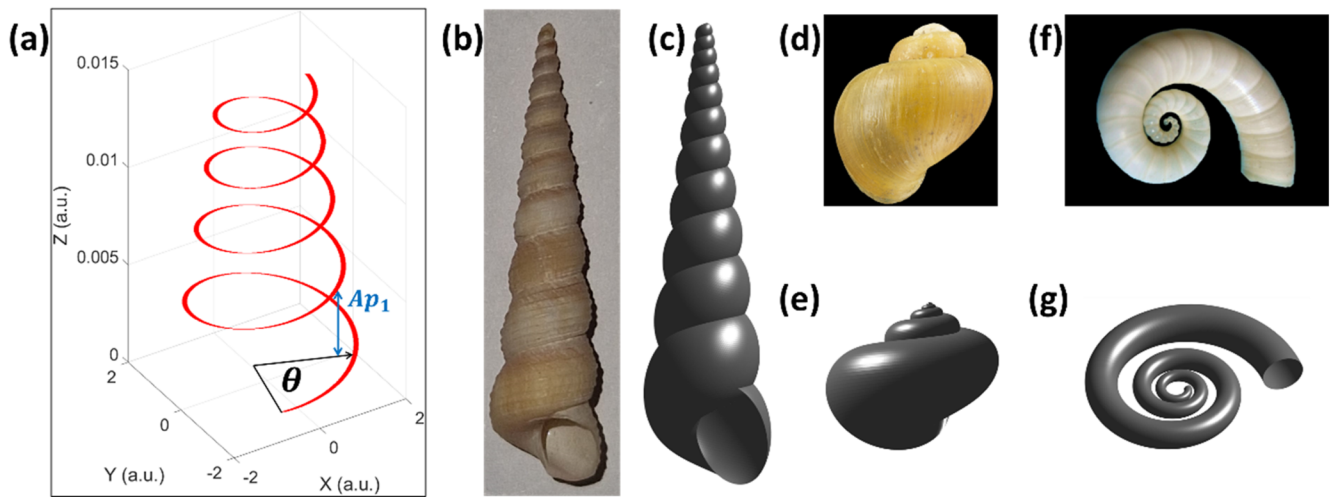 (a)
(b)
(c)
(d)
(f)
(e)
(g)
0.015
0.01
0.005
0
Z (a.u.)
Ap₁
θ
2
0
-2
Y (a.u.)
-2
0
2
X (a.u.)